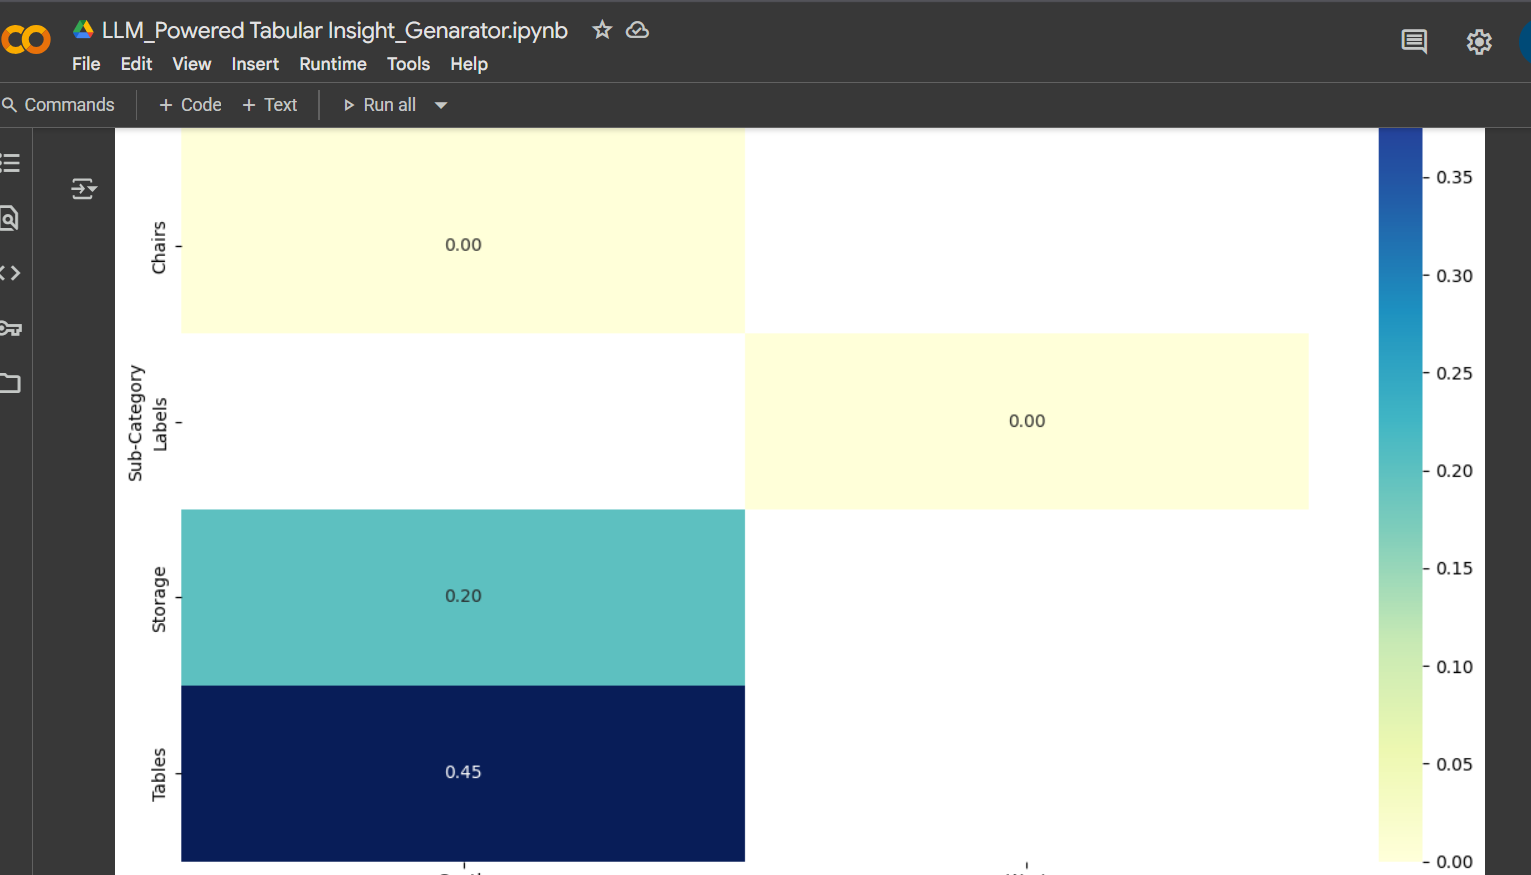 LLM_Powered Tabular Insight_Genarator.ipynb
File Edit View Insert Runtime Tools Help
Commands + Code + Text Run all
Sub-Category
Chairs
Labels
Storage
Tables
0.00
0.00
0.20
0.45
0.35
0.30
0.25
0.20
0.15
0.10
0.05
0.00